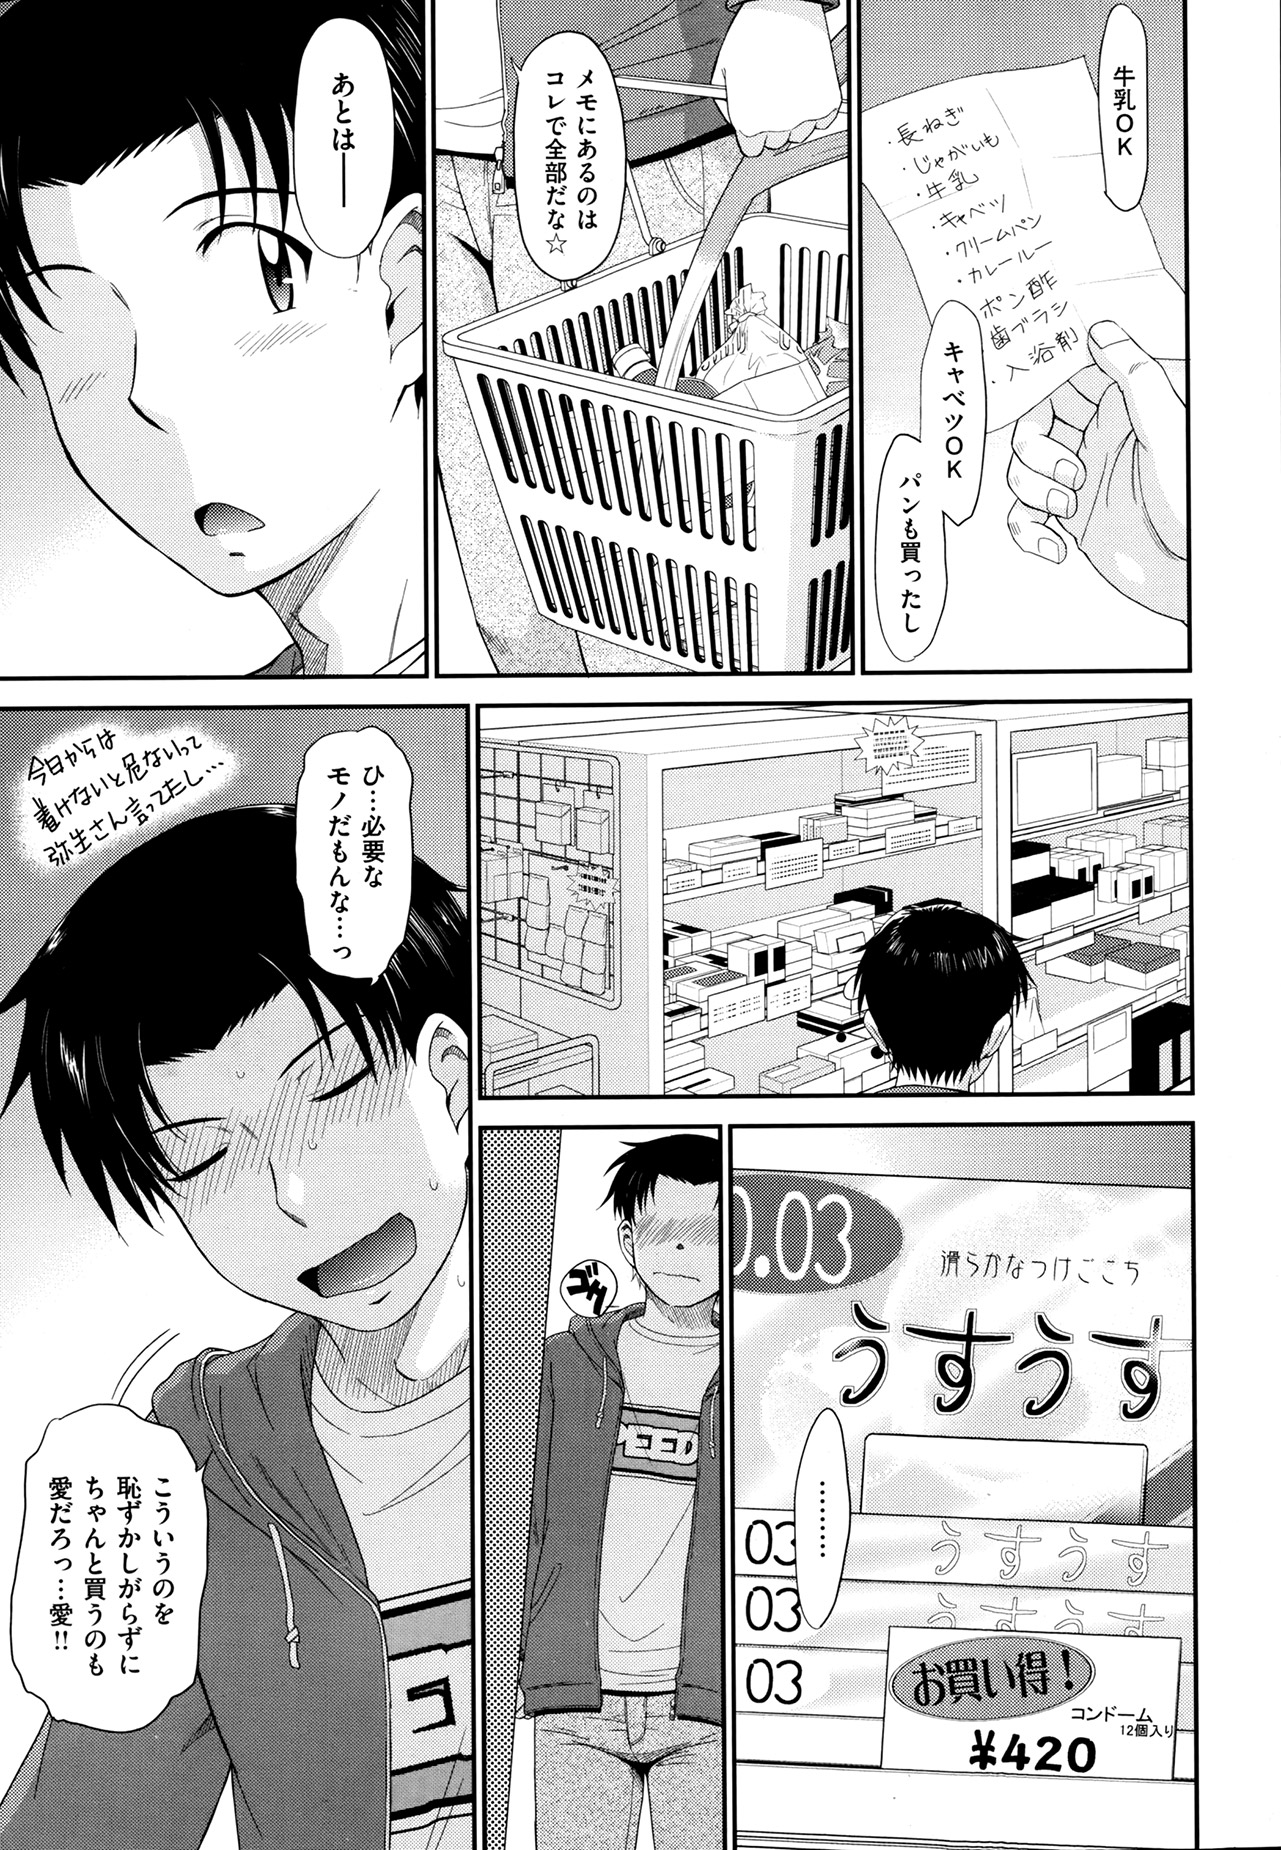 牛乳OK
・長ねぎ
・じゃがいも
・牛乳
・キャベツ
・クリームパン
・カレールー
ポン酢
歯ブラシ
・入浴剤
キャベツOK
パンも買ったし
メモにあるのは
コレで全部だな☆
あとは──
ひ…必要な
モノだもんな…っ
今日からは
着けないと危ないって
弥生さん言ってたし…
こういうのを
恥ずかしがらずに
ちゃんと買うのも
愛だろっ…愛!!
0.03
滑らかなつけごこち
うすうす
………
03
うすうす
03
うすうす
03
お買い得!
コンドーム
12個入り
¥420